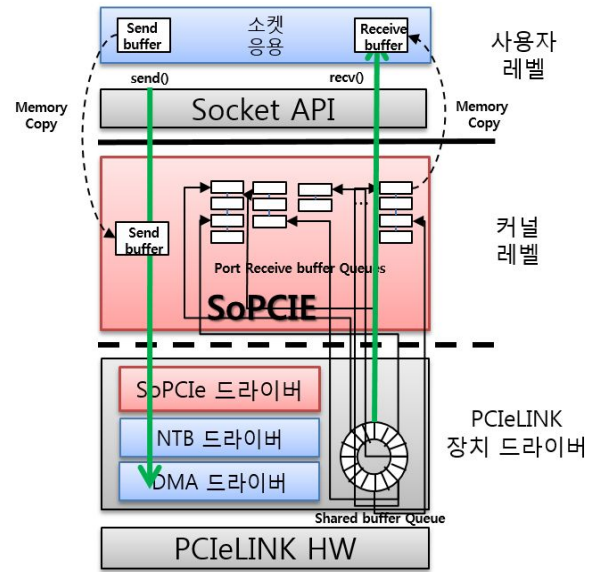 Send
buffer
소켓
응용
Receive
buffer
사용자
레벨
send()
recv()
Memory
Copy
Socket API
Memory
Copy
Send
buffer
...
커널
레벨
Port Receive buffer Queues
SoPCIE
SoPCIe 드라이버
NTB 드라이버
DMA 드라이버
PCIeLINK
장치 드라이버
Shared buffer Queue
PCIeLINK HW